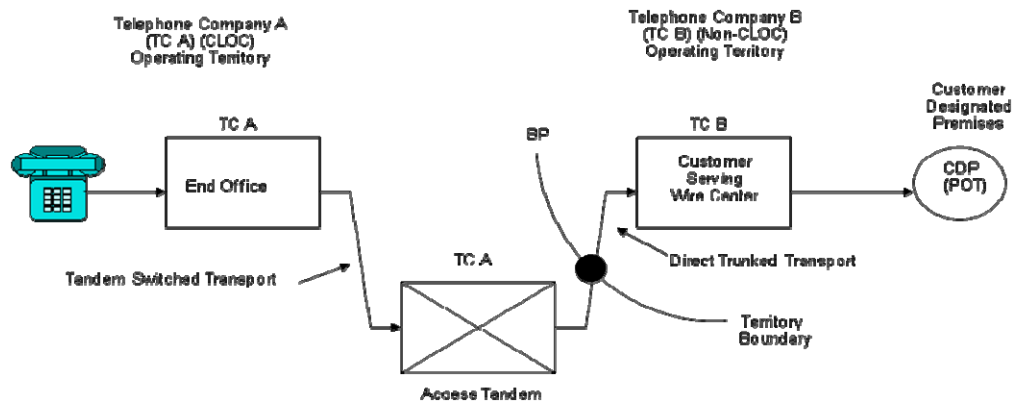 Telephone Company A
(TC A) (CLOC)
Operating Territory
Telephone Company B
(TC B) (Non-CLOC)
Operating Territory
Customer
Designated
Premises
TC A
End Office
BP
TC B
Customer
Serving
Wire Center
CDP
(POT)
Tandem Switched Transport
TC A
Direct Trunked Transport
Territory
Boundary
Access Tandem